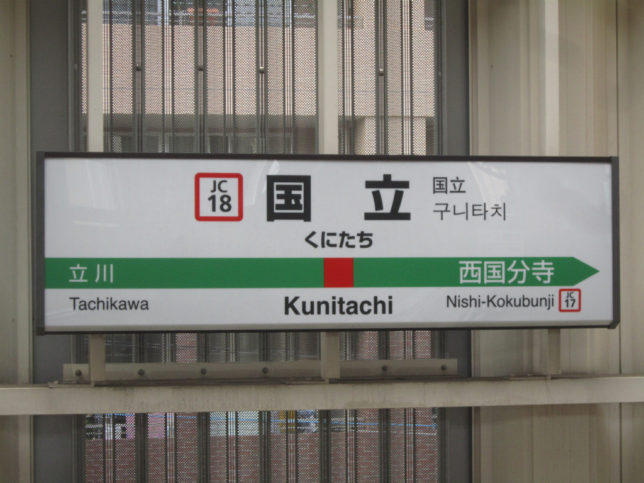 JC
18
国立
国立
구니타치
くにたち
立川
西国分寺
Tachikawa
Kunitachi
Nishi-Kokubunji
JC
17